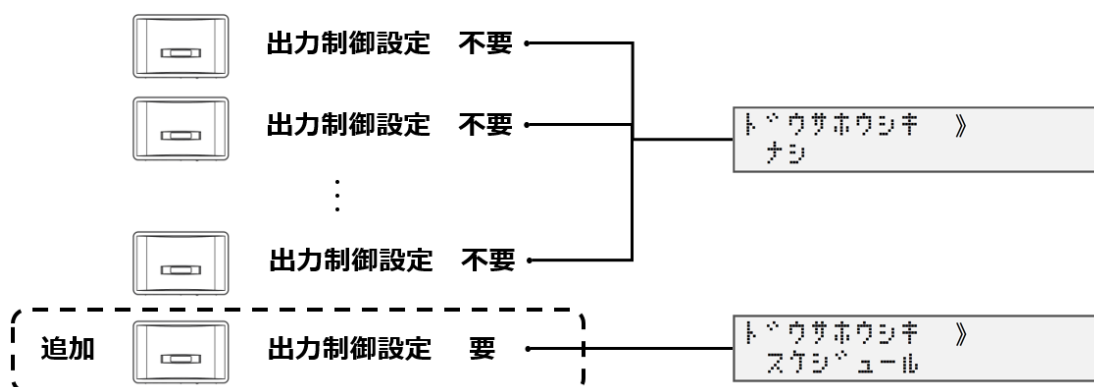 出力制御設定 不要
出力制御設定 不要
ドウサホウシキ 》
ナシ
⋮
出力制御設定 不要
追加
出力制御設定 要
ドウサホウシキ 》
スケジュール